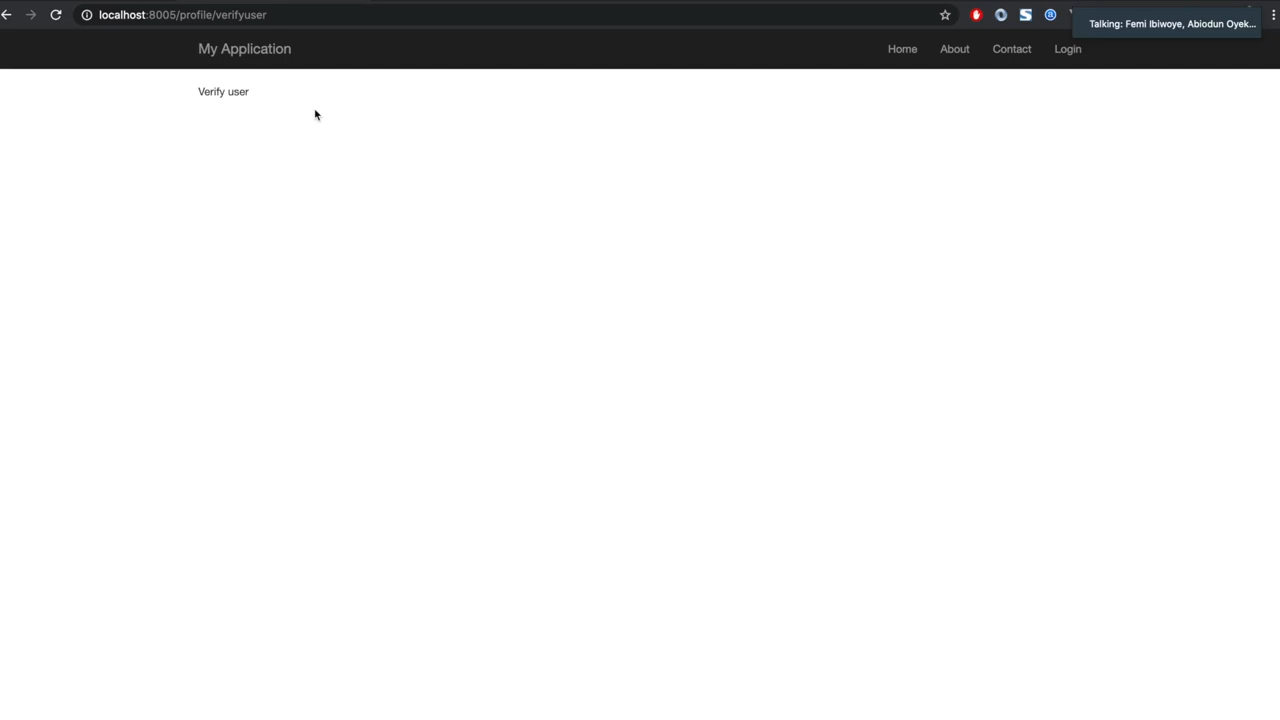 localhost:8005/profile/verifyuser
Talking: Femi Ibiwoye, Abiodun Oyek...
My Application
Home
About
Contact
Login
Verify user